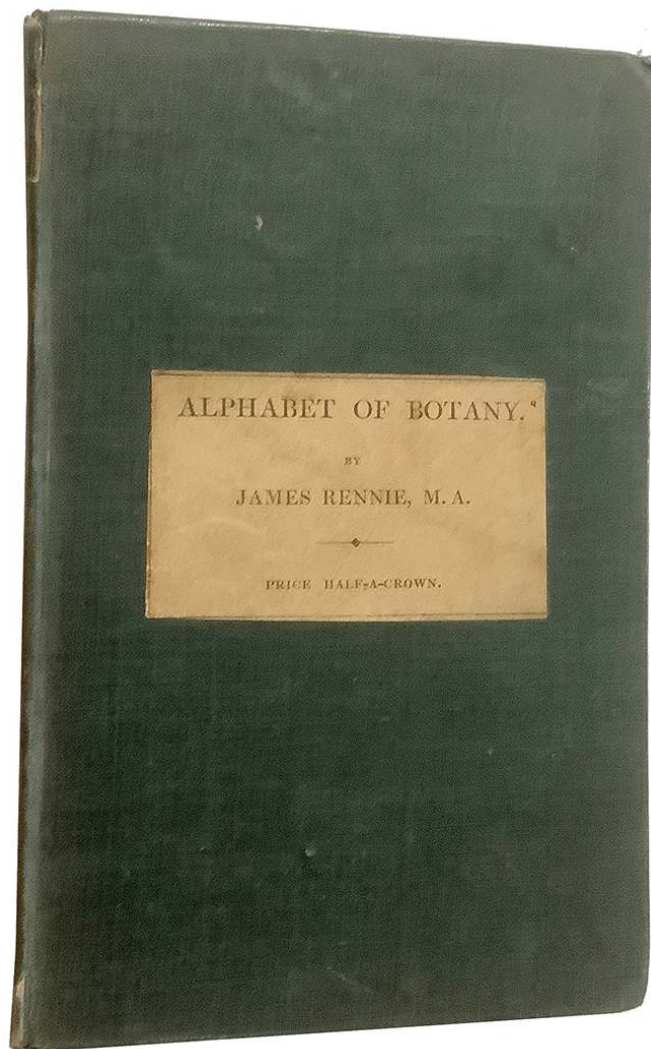 ALPHABET OF BOTANY.
BY
JAMES RENNIE, M. A.
PRICE HALF-A-CROWN.